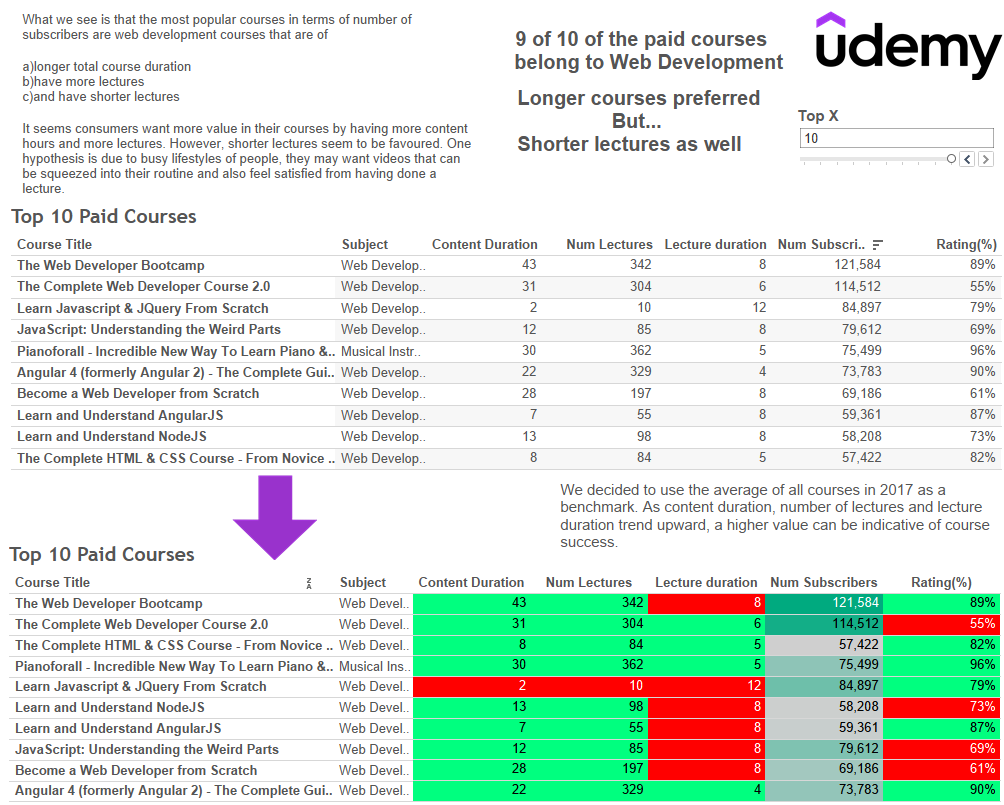 What we see is that the most popular courses in terms of number of
subscribers are web development courses that are of
a)longer total course duration
b)have more lectures
c)and have shorter lectures
It seems consumers want more value in their courses by having more content
hours and more lectures. However, shorter lectures seem to be favoured. One
hypothesis is due to busy lifestyles of people, they may want videos that can
be squeezed into their routine and also feel satisfied from having done a
lecture.
9 of 10 of the paid courses
belong to Web Development
Longer courses preferred
But...
Shorter lectures as well
udemy
Top X
10
Top 10 Paid Courses
Course Title Subject Content Duration Num Lectures Lecture duration Num Subscri.. Rating(%)
The Web Developer Bootcamp Web Develop.. 43 342 8 121,584 89%
The Complete Web Developer Course 2.0 Web Develop.. 31 304 6 114,512 55%
Learn Javascript & JQuery From Scratch Web Develop.. 2 10 12 84,897 79%
JavaScript: Understanding the Weird Parts Web Develop.. 12 85 8 79,612 69%
Pianoforall - Incredible New Way To Learn Piano &.. Musical Instr.. 30 362 5 75,499 96%
Angular 4 (formerly Angular 2) - The Complete Gui.. Web Develop.. 22 329 4 73,783 90%
Become a Web Developer from Scratch Web Develop.. 28 197 8 69,186 61%
Learn and Understand AngularJS Web Develop.. 7 55 8 59,361 87%
Learn and Understand NodeJS Web Develop.. 13 98 8 58,208 73%
The Complete HTML & CSS Course - From Novice .. Web Develop.. 8 84 5 57,422 82%
We decided to use the average of all courses in 2017 as a
benchmark. As content duration, number of lectures and lecture
duration trend upward, a higher value can be indicative of course
success.
Top 10 Paid Courses
Course Title Z A Subject Content Duration Num Lectures Lecture duration Num Subscribers Rating(%)
The Web Developer Bootcamp Web Devel.. 43 342 8 121,584 89%
The Complete Web Developer Course 2.0 Web Devel.. 31 304 6 114,512 55%
The Complete HTML & CSS Course - From Novice .. Web Devel.. 8 84 5 57,422 82%
Pianoforall - Incredible New Way To Learn Piano &.. Musical Ins.. 30 362 5 75,499 96%
Learn Javascript & JQuery From Scratch Web Devel.. 2 10 12 84,897 79%
Learn and Understand NodeJS Web Devel.. 13 98 8 58,208 73%
Learn and Understand AngularJS Web Devel.. 7 55 8 59,361 87%
JavaScript: Understanding the Weird Parts Web Devel.. 12 85 8 79,612 69%
Become a Web Developer from Scratch Web Devel.. 28 197 8 69,186 61%
Angular 4 (formerly Angular 2) - The Complete Gui.. Web Devel.. 22 329 4 73,783 90%